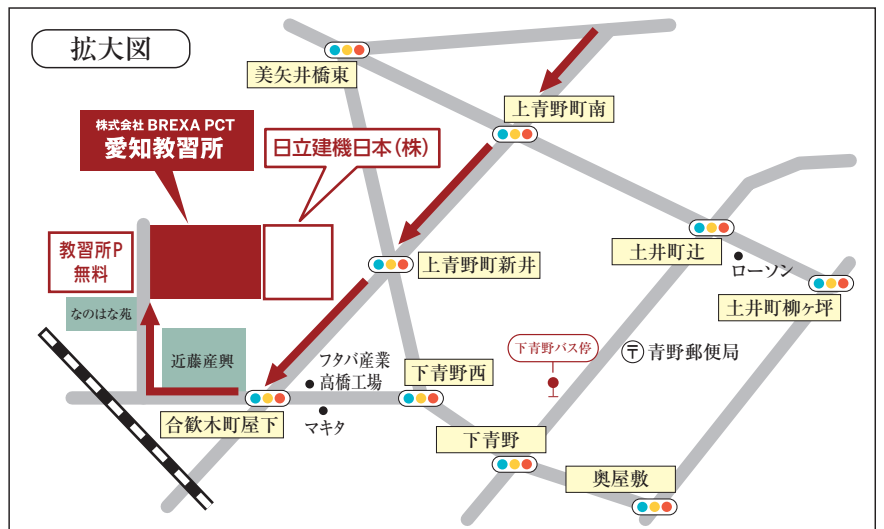 拡大図
美矢井橋東
上青野町南
株式会社 BREXA PCT
愛知教習所
日立建機日本(株)
教習所P
無料
上青野町新井
土井町辻
ローソン
土井町柳ヶ坪
なのはな苑
近藤産興
フタバ産業
高橋工場
下青野西
下青野バス停
〒青野郵便局
合歓木町屋下
マキタ
下青野
奥屋敷